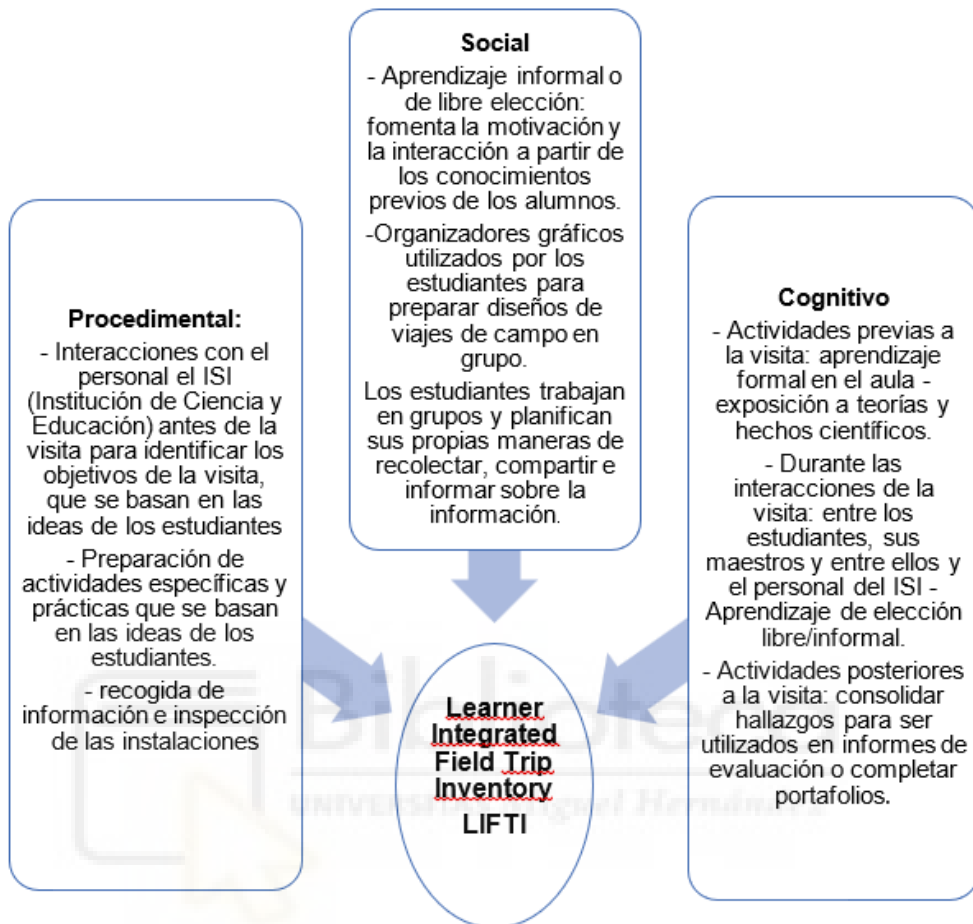 Social
- Aprendizaje informal o
de libre elección:
fomenta la motivación y
la interacción a partir de
los conocimientos
previos de los alumnos.
-Organizadores gráficos
utilizados por los
estudiantes para
preparar diseños de
viajes de campo en
grupo.
Los estudiantes trabajan
en grupos y planifican
sus propias maneras de
recolectar, compartir e
informar sobre la
información.
Procedimental:
- Interacciones con el
personal el ISI
(Institución de Ciencia y
Educación) antes de la
visita para identificar los
objetivos de la visita,
que se basan en las
ideas de los estudiantes
- Preparación de
actividades específicas y
prácticas que se basan
en las ideas de los
estudiantes.
- recogida de
información e inspección
de las instalaciones
Cognitivo
- Actividades previas a
la visita: aprendizaje
formal en el aula -
exposición a teorías y
hechos científicos.
- Durante las
interacciones de la
visita: entre los
estudiantes, sus
maestros y entre ellos y
el personal del ISI -
Aprendizaje de elección
libre/informal.
- Actividades posteriores
a la visita: consolidar
hallazgos para ser
utilizados en informes de
evaluación o completar
portafolios.
Learner
Integrated
Field Trip
Inventory
LIFTI
Biblioteca
UNIVERSITAS Miguel Hernández